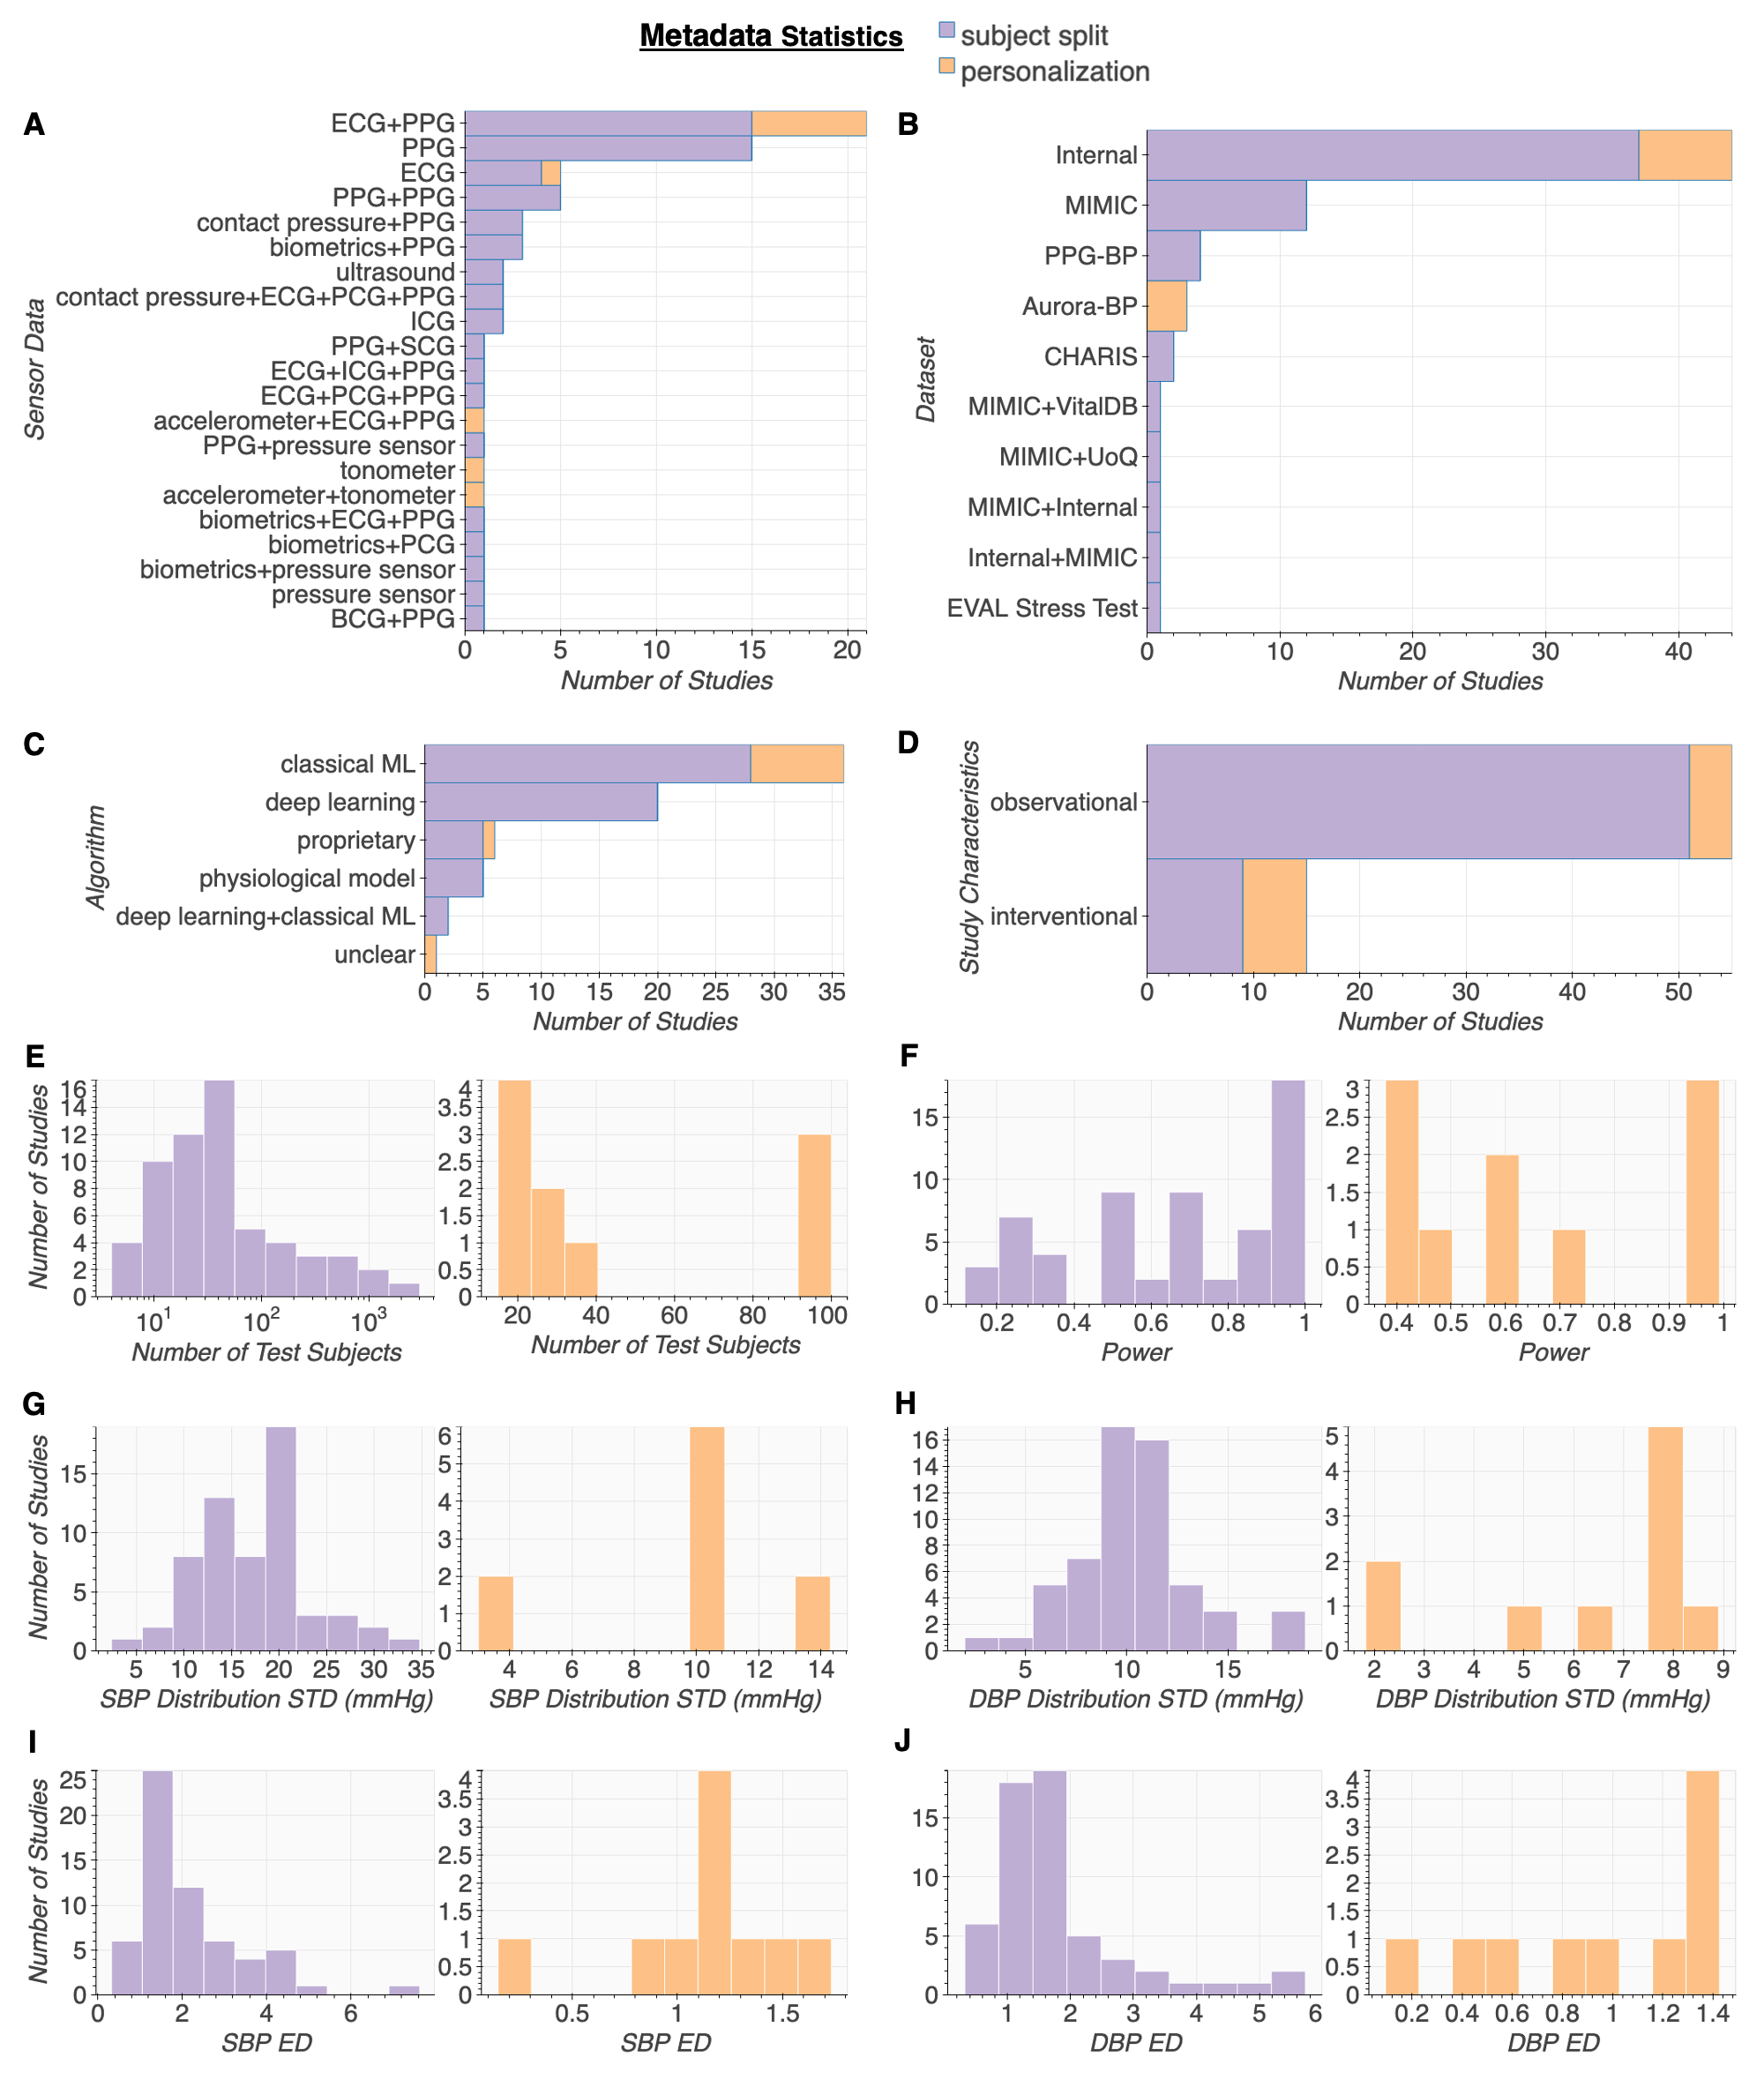 Metadata Statistics
subject split
personalization
A
Sensor Data
ECG+PPG
PPG
ECG
PPG+PPG
contact pressure+PPG
biometrics+PPG
ultrasound
contact pressure+ECG+PCG+PPG
ICG
PPG+SCG
ECG+ICG+PPG
ECG+PCG+PPG
accelerometer+ECG+PPG
PPG+pressure sensor
tonometer
accelerometer+tonometer
biometrics+ECG+PPG
biometrics+PCG
biometrics+pressure sensor
pressure sensor
BCG+PPG
0 5 10 15 20
Number of Studies
B
Dataset
Internal
MIMIC
PPG-BP
Aurora-BP
CHARIS
MIMIC+VitalDB
MIMIC+UoQ
MIMIC+Internal
Internal+MIMIC
EVAL Stress Test
0 10 20 30 40
Number of Studies
C
Algorithm
classical ML
deep learning
proprietary
physiological model
deep learning+classical ML
unclear
0 5 10 15 20 25 30 35
Number of Studies
D
Study Characteristics
observational
interventional
0 10 20 30 40 50
Number of Studies
E
Number of Studies
16
14
12
10
8
6
4
2
0
10¹ 10² 10³
Number of Test Subjects
4
3.5
3
2.5
2
1.5
1
0.5
0
20 40 60 80 100
Number of Test Subjects
F
15
10
5
0
0.2 0.4 0.6 0.8 1
Power
3
2.5
2
1.5
1
0.5
0
0.4 0.5 0.6 0.7 0.8 0.9 1
Power
G
Number of Studies
15
10
5
0
5 10 15 20 25 30 35
SBP Distribution STD (mmHg)
6
5
4
3
2
1
0
4 6 8 10 12 14
SBP Distribution STD (mmHg)
H
16
14
12
10
8
6
4
2
0
5 10 15
DBP Distribution STD (mmHg)
5
4
3
2
1
0
2 3 4 5 6 7 8 9
DBP Distribution STD (mmHg)
I
Number of Studies
25
20
15
10
5
0
0 2 4 6
SBP ED
4
3.5
3
2.5
2
1.5
1
0.5
0
0.5 1 1.5
SBP ED
J
15
10
5
0
1 2 3 4 5 6
DBP ED
4
3.5
3
2.5
2
1.5
1
0.5
0
0.2 0.4 0.6 0.8 1 1.2 1.4
DBP ED